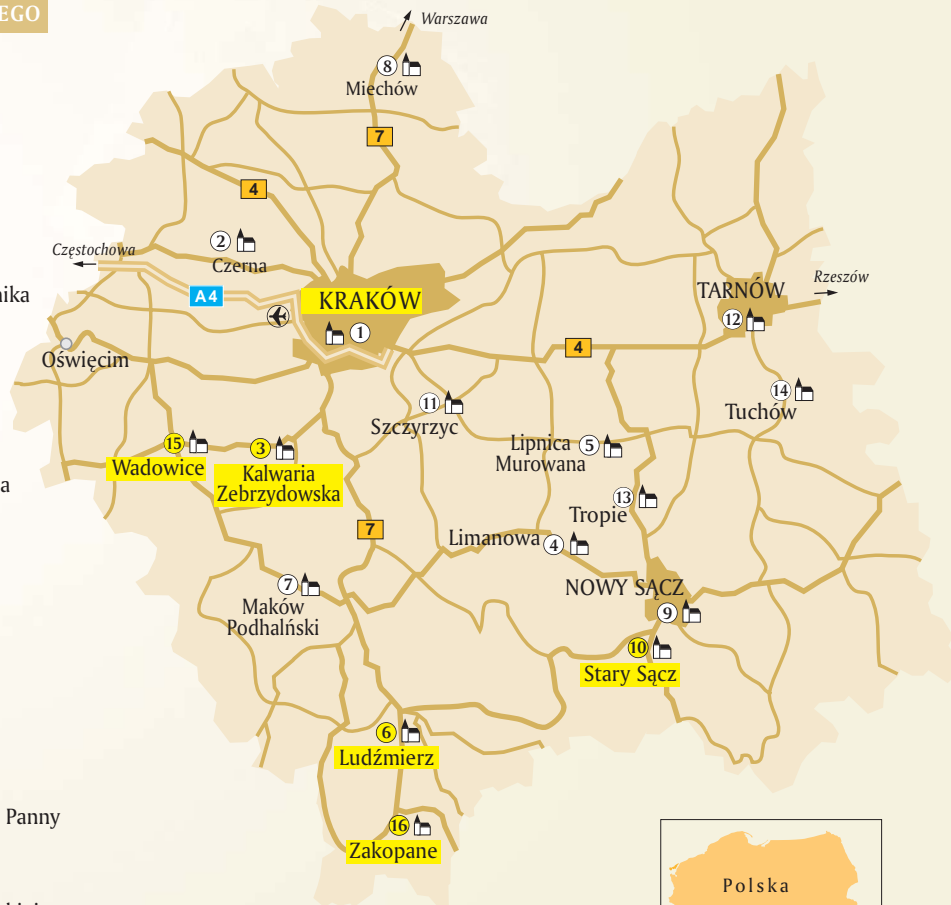 EGO
Warszawa
8
Miechów
7
4
2
Czerna
Częstochowa
Rzeszów
A4
KRAKÓW
TARNÓW
1
12
Oświęcim
4
11
Szczyrzyc
14
Tuchów
15
Wadowice
3
Kalwaria
Zebrzydowska
Lipnica
Murowana
5
13
Tropie
7
Limanowa
4
NOWY SĄCZ
9
7
Maków
Podhalński
10
Stary Sącz
6
Ludźmierz
16
Zakopane
Panny
Polska